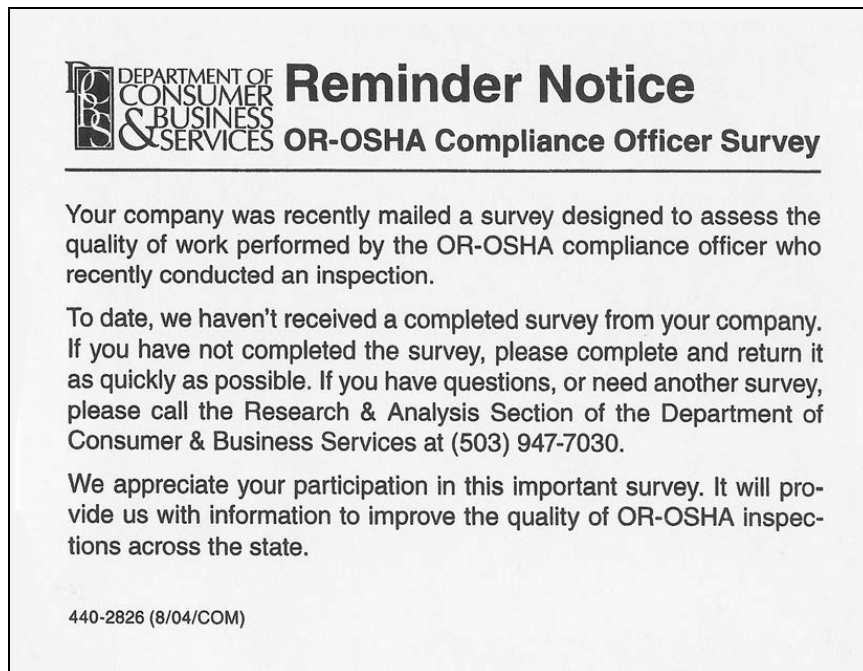 DCBS
DEPARTMENT OF
CONSUMER
& BUSINESS
SERVICES
Reminder Notice
OR-OSHA Compliance Officer Survey
Your company was recently mailed a survey designed to assess the
quality of work performed by the OR-OSHA compliance officer who
recently conducted an inspection.
To date, we haven't received a completed survey from your company.
If you have not completed the survey, please complete and return it
as quickly as possible. If you have questions, or need another survey,
please call the Research & Analysis Section of the Department of
Consumer & Business Services at (503) 947-7030.
We appreciate your participation in this important survey. It will pro-
vide us with information to improve the quality of OR-OSHA inspec-
tions across the state.
440-2826 (8/04/COM)